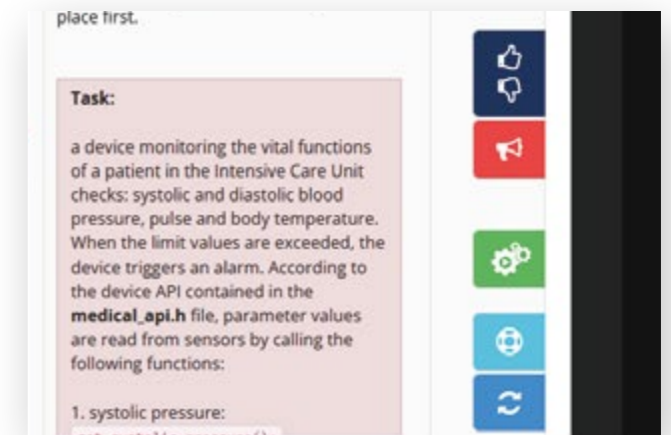 place first.
Task:
a device monitoring the vital functions
of a patient in the Intensive Care Unit
checks: systolic and diastolic blood
pressure, pulse and body temperature.
When the limit values are exceeded, the
device triggers an alarm. According to
the device API contained in the
medical_api.h file, parameter values
are read from sensors by calling the
following functions:
1. systolic pressure: